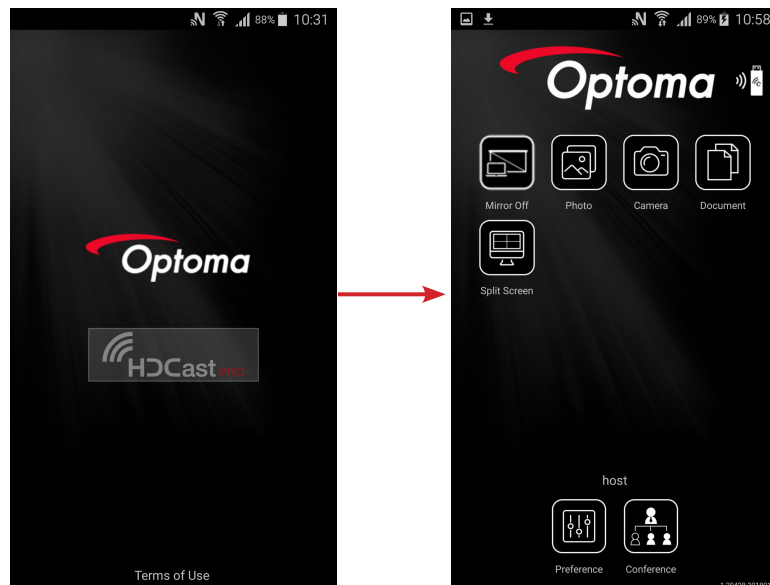 88% 10:31
Optoma
HDCast PRO
Terms of Use
89% 10:58
Optoma
Mirror Off Photo Camera Document
Split Screen
host
Preference Conference